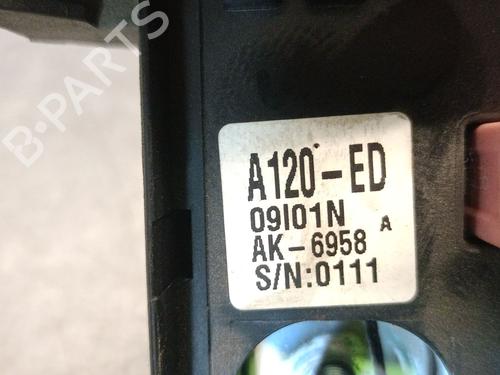 B-PARTS
A120-ED
09I01N
A
AK-6958
S/N:0111